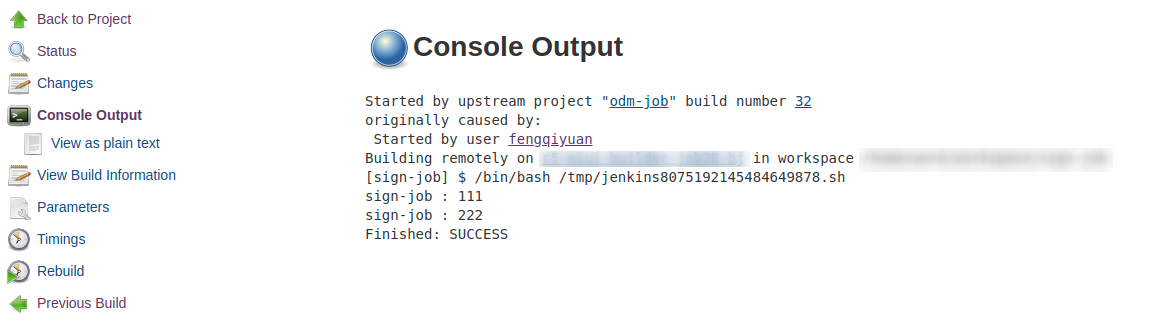 Back to Project
Status
Changes
Console Output
View as plain text
View Build Information
Parameters
Timings
Rebuild
Previous Build
Console Output
Started by upstream project "odm-job" build number 32
originally caused by:
Started by user fengqiyuan
Building remotely on in workspace
[sign-job] $ /bin/bash /tmp/jenkins8075192145484649878.sh
sign-job : 111
sign-job : 222
Finished: SUCCESS